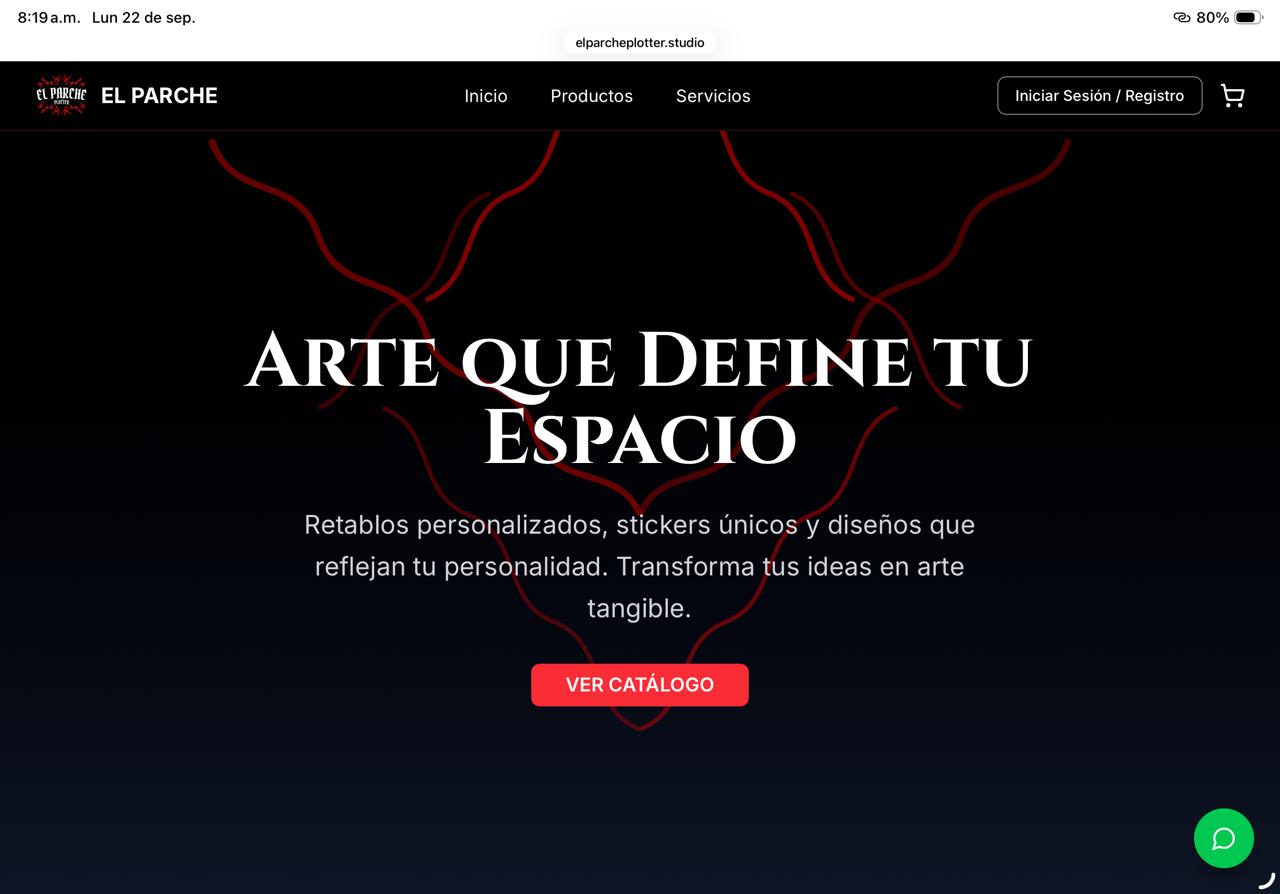 8:19 a.m. Lun 22 de sep.
80%
elparcheplotter.studio
EL PARCHE
PLOTTER
EL PARCHE
Inicio
Productos
Servicios
Iniciar Sesión / Registro
Arte que Define tu
Espacio
Retablos personalizados, stickers únicos y diseños que
reflejan tu personalidad. Transforma tus ideas en arte
tangible.
VER CATÁLOGO